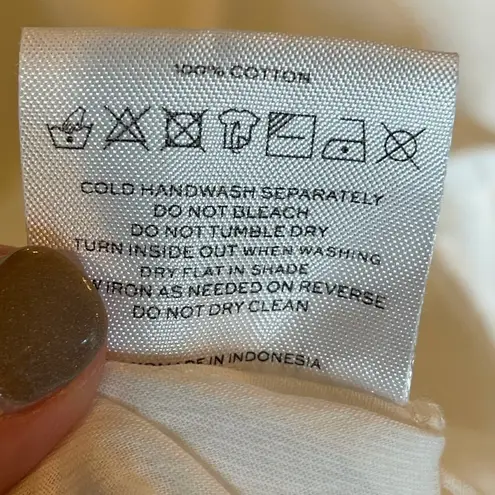 100% COTTON
COLD HANDWASH SEPARATELY
DO NOT BLEACH
DO NOT TUMBLE DRY
TURN INSIDE OUT WHEN WASHING
DRY FLAT IN SHADE
IRON AS NEEDED ON REVERSE
DO NOT DRY CLEAN
IN INDONESIA